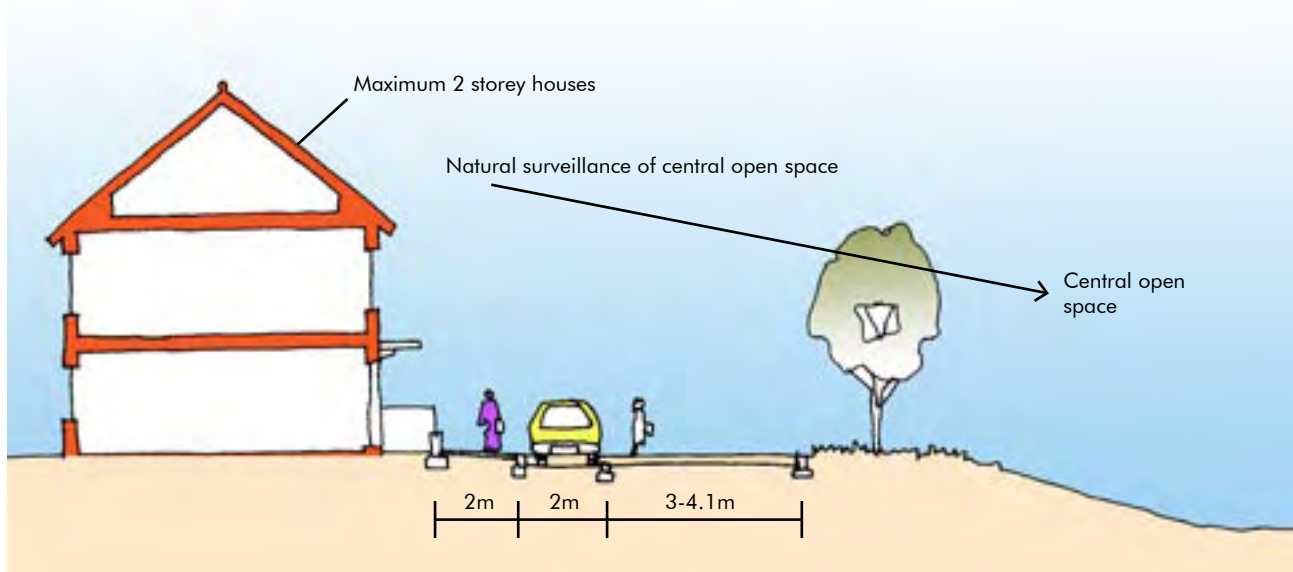 Maximum 2 storey houses
Natural surveillance of central open space
Central open
space
2m
2m
3-4.1m